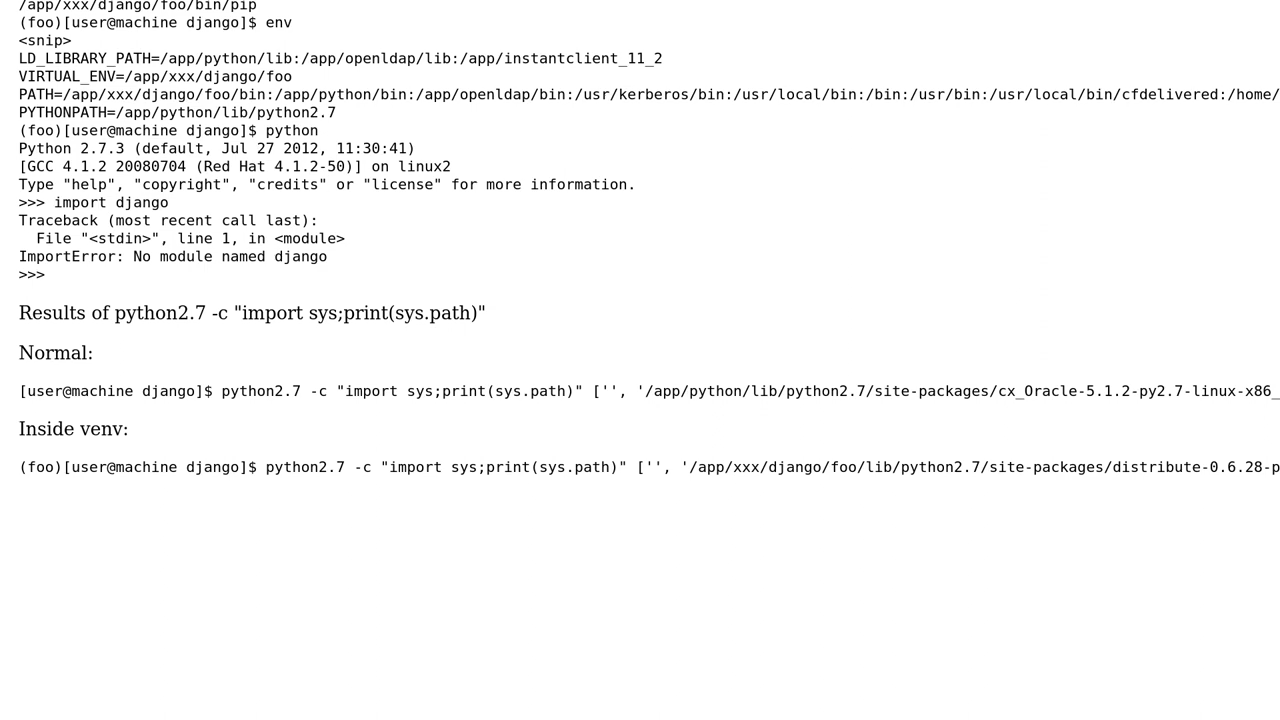 /app/xxx/django/foo/bin/pip
(foo)[user@machine django]$ env
<snip>
LD_LIBRARY_PATH=/app/python/lib:/app/openldap/lib:/app/instantclient_11_2
VIRTUAL_ENV=/app/xxx/django/foo
PATH=/app/xxx/django/foo/bin:/app/python/bin:/app/openldap/bin:/usr/kerberos/bin:/usr/local/bin:/bin:/usr/bin:/usr/local/bin/cfdelivered:/home/
PYTHONPATH=/app/python/lib/python2.7
(foo)[user@machine django]$ python
Python 2.7.3 (default, Jul 27 2012, 11:30:41)
[GCC 4.1.2 20080704 (Red Hat 4.1.2-50)] on linux2
Type "help", "copyright", "credits" or "license" for more information.
>>> import django
Traceback (most recent call last):
  File "<stdin>", line 1, in <module>
ImportError: No module named django
>>>
Results of python2.7 -c "import sys;print(sys.path)"
Normal:
[user@machine django]$ python2.7 -c "import sys;print(sys.path)" ['', '/app/python/lib/python2.7/site-packages/cx_Oracle-5.1.2-py2.7-linux-x86_
Inside venv:
(foo)[user@machine django]$ python2.7 -c "import sys;print(sys.path)" ['', '/app/xxx/django/foo/lib/python2.7/site-packages/distribute-0.6.28-p